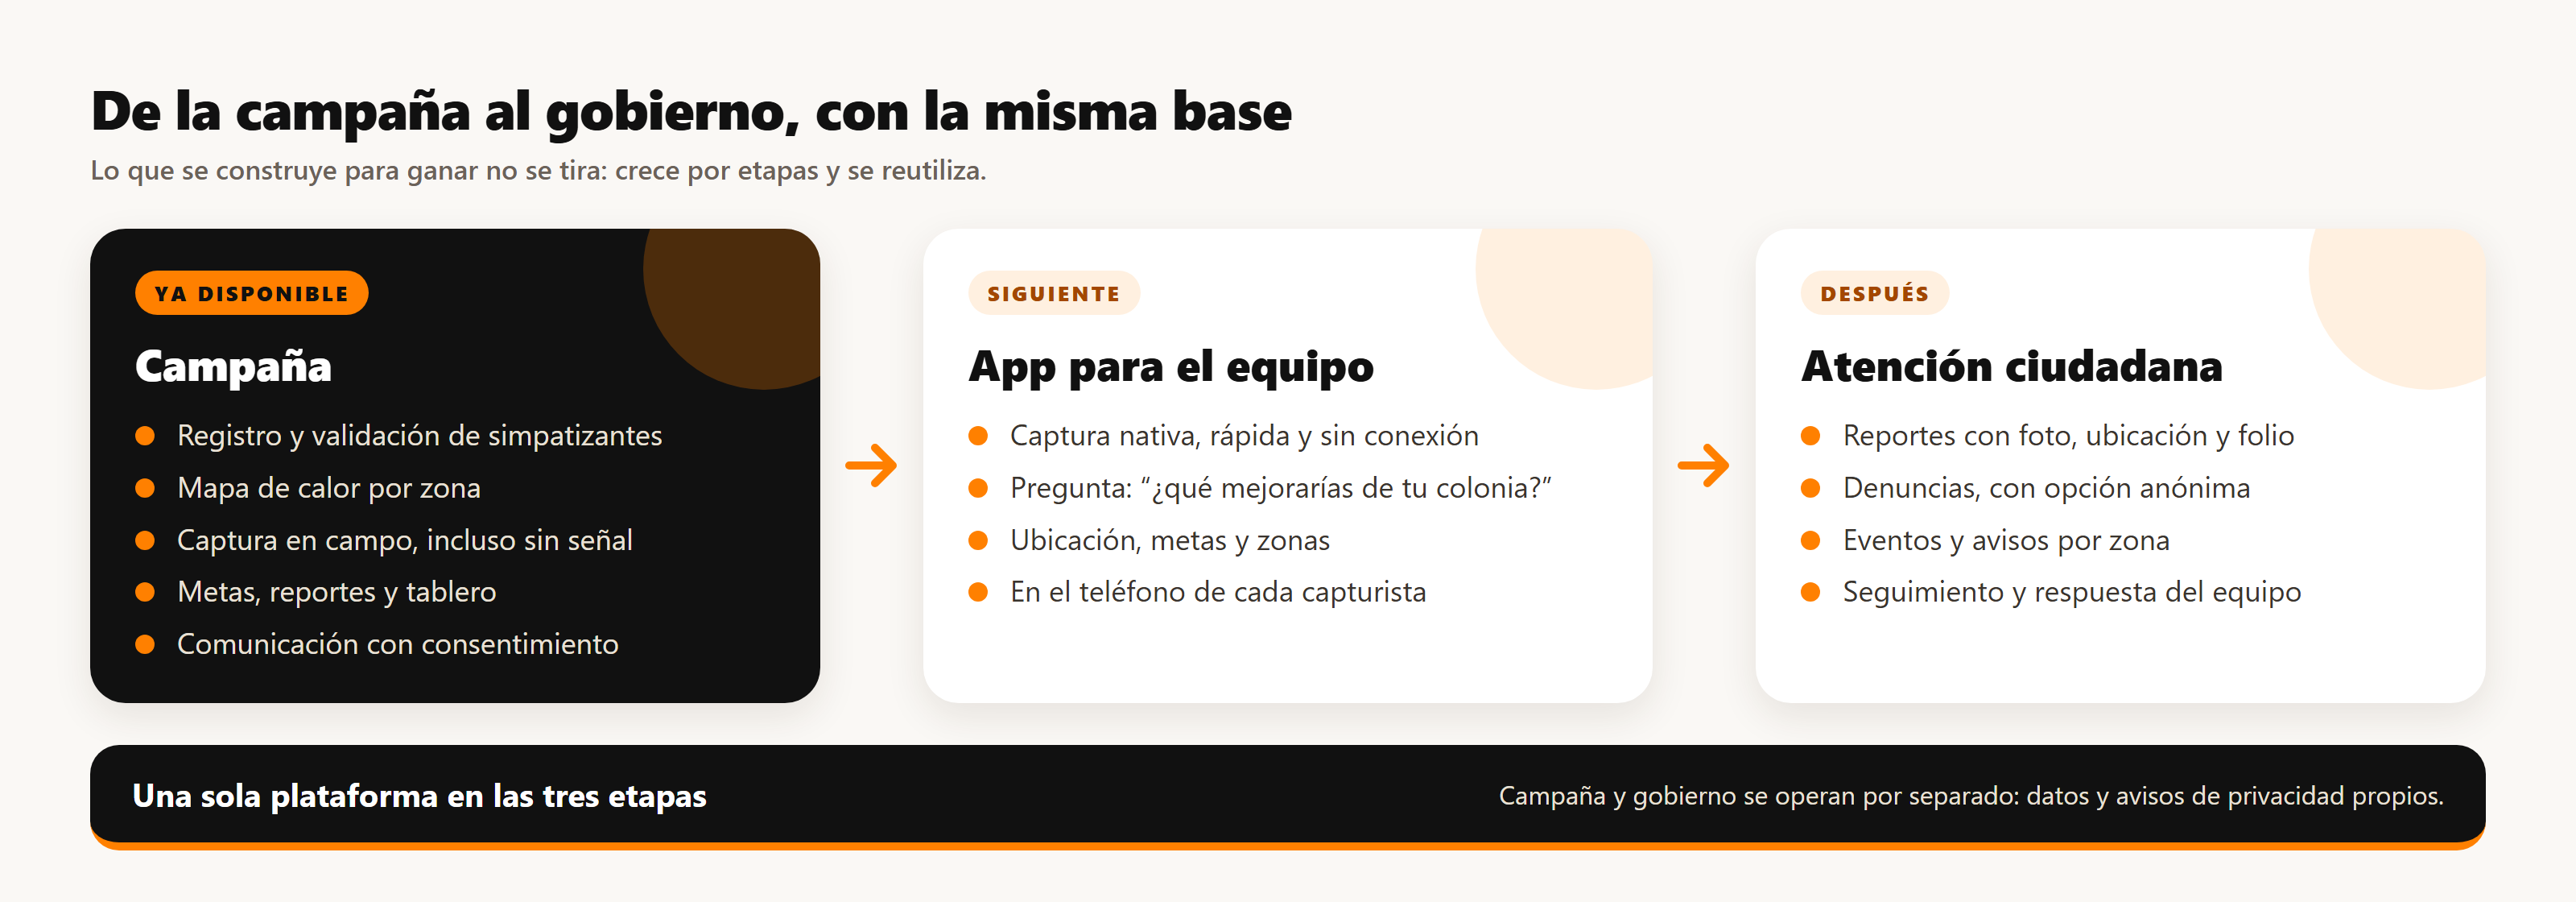 De la campaña al gobierno, con la misma base
Lo que se construye para ganar no se tira: crece por etapas y se reutiliza.
YA DISPONIBLE
Campaña
Registro y validación de simpatizantes
Mapa de calor por zona
Captura en campo, incluso sin señal
Metas, reportes y tablero
Comunicación con consentimiento
SIGUIENTE
App para el equipo
Captura nativa, rápida y sin conexión
Pregunta: “¿qué mejorarías de tu colonia?”
Ubicación, metas y zonas
En el teléfono de cada capturista
DESPUÉS
Atención ciudadana
Reportes con foto, ubicación y folio
Denuncias, con opción anónima
Eventos y avisos por zona
Seguimiento y respuesta del equipo
Una sola plataforma en las tres etapas
Campaña y gobierno se operan por separado: datos y avisos de privacidad propios.